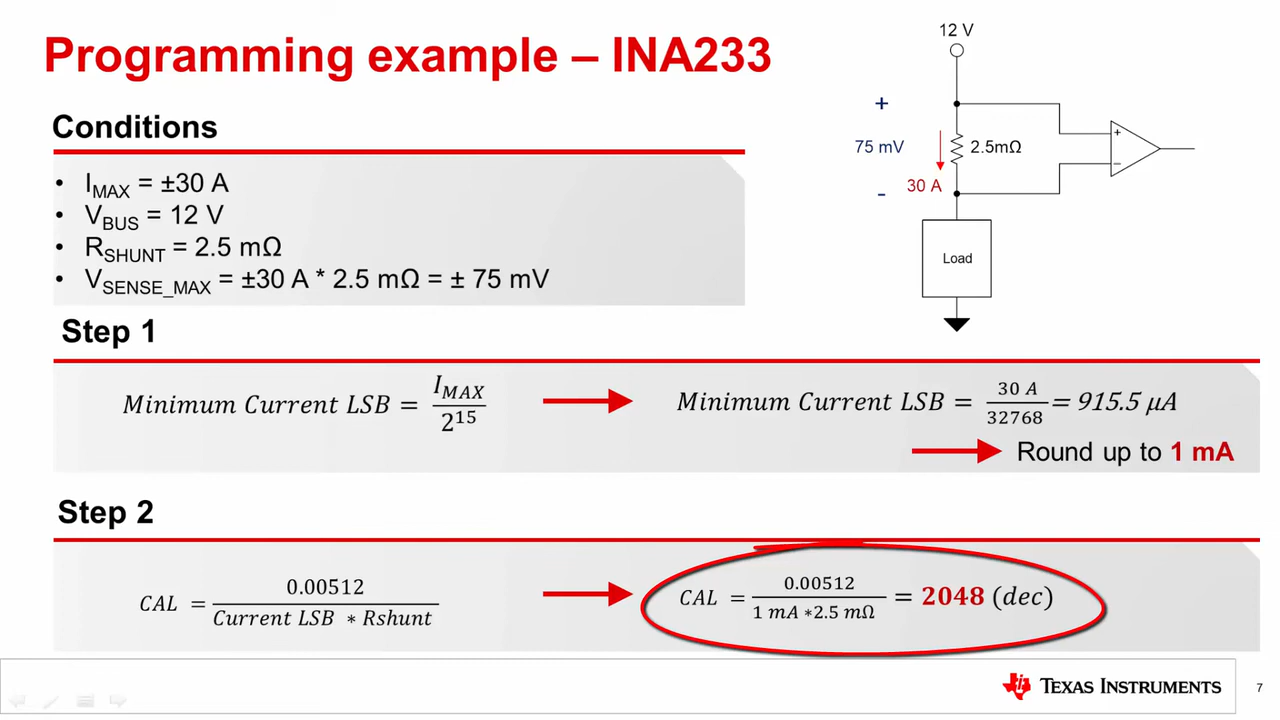 Programming example – INA233
Conditions
• I_MAX = ±30 A
• V_BUS = 12 V
• R_SHUNT = 2.5 mΩ
• V_SENSE_MAX = ±30 A * 2.5 mΩ = ± 75 mV
12 V
+
75 mV
-
30 A
2.5mΩ
+
–
Load
Step 1
Minimum Current LSB = I_MAX / 2^15
Minimum Current LSB = 30 A / 32768 = 915.5 μA
Round up to 1 mA
Step 2
CAL = 0.00512 / Current LSB * Rshunt
CAL = 0.00512 / 1 mA *2.5 mΩ = 2048 (dec)
TEXAS INSTRUMENTS
7